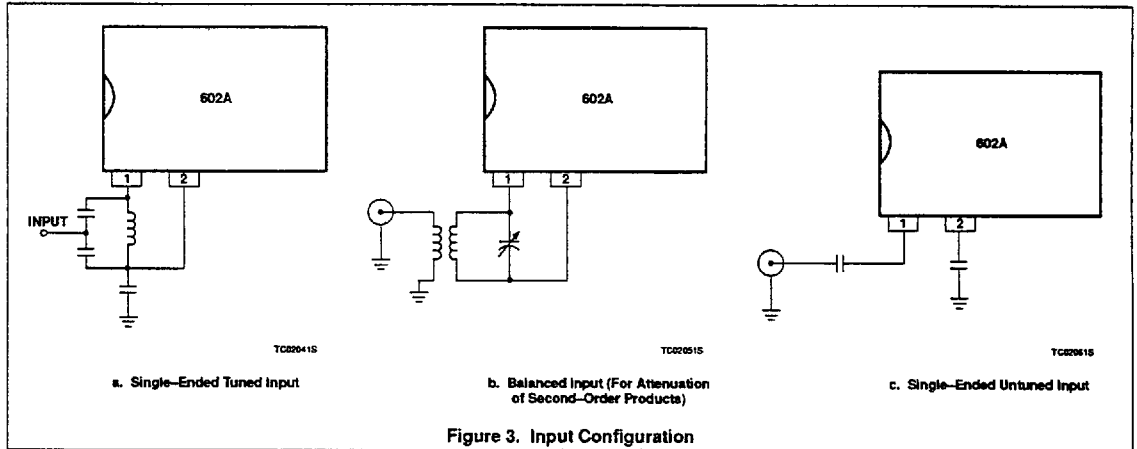 602A
1
2
INPUT
TC02041S
a. Single–Ended Tuned Input
602A
1
2
TC02051S
b. Balanced Input (For Attenuation
of Second–Order Products)
602A
1
2
TC02061S
c. Single–Ended Untuned Input
Figure 3. Input Configuration